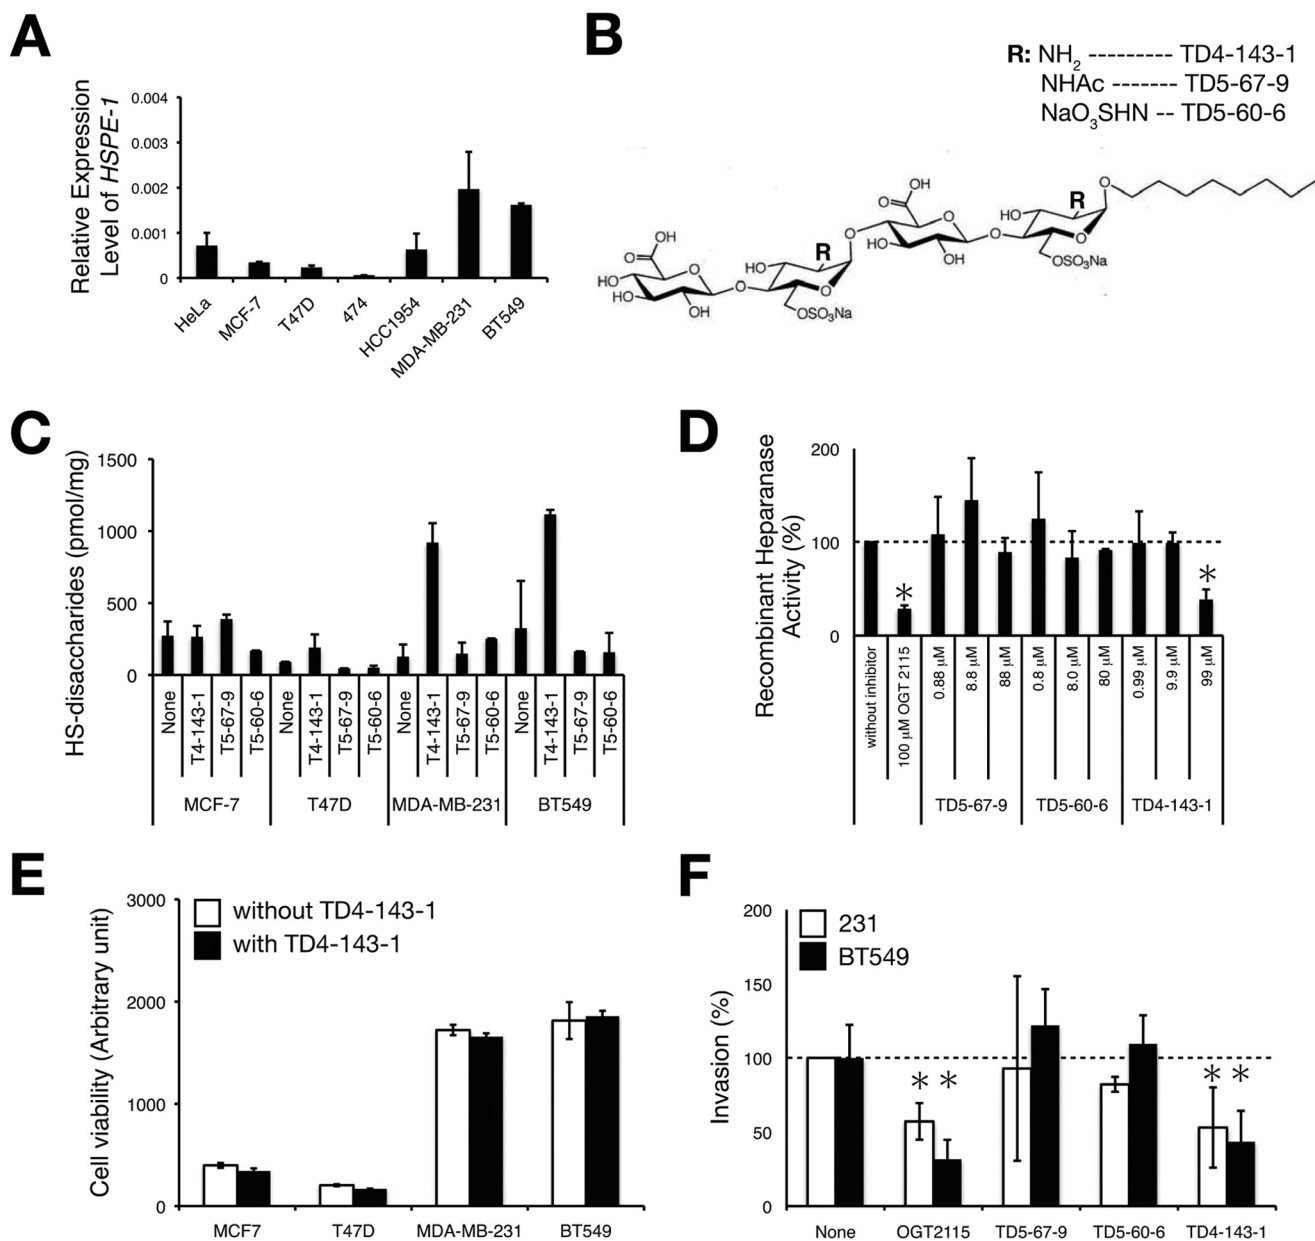 A
Relative Expression
Level of HSPE-1
0.004
0.003
0.002
0.001
0
HeLa
MCF-7
T47D
474
HCC1954
MDA-MB-231
BT549
B
R: NH2 --------- TD4-143-1
NHAc ------- TD5-67-9
NaO3SHN -- TD5-60-6
OH
O
O
R
HO
O
O
OH
OSO3Na
OH
O
HO
R
O
O
HO
HO
O
OH
O
OSO3Na
C
HS-disaccharides (pmol/mg)
1500
1000
500
0
None
T4-143-1
T5-67-9
T5-60-6
None
T4-143-1
T5-67-9
T5-60-6
None
T4-143-1
T5-67-9
T5-60-6
None
T4-143-1
T5-67-9
T5-60-6
MCF-7
T47D
MDA-MB-231
BT549
D
Recombinant Heparanase
Activity (%)
200
100
0
*
*
without inhibitor
100 µM OGT 2115
0.88 µM
8.8 µM
88 µM
0.8 µM
8.0 µM
80 µM
0.99 µM
9.9 µM
99 µM
TD5-67-9
TD5-60-6
TD4-143-1
E
Cell viability (Arbitrary unit)
3000
2000
1000
0
without TD4-143-1
with TD4-143-1
MCF7
T47D
MDA-MB-231
BT549
F
Invasion (%)
200
150
100
50
0
231
BT549
* *
* *
None
OGT2115
TD5-67-9
TD5-60-6
TD4-143-1